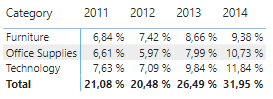 Category 2011 2012 2013 2014
Furniture 6,84 % 7,42 % 8,66 % 9,38 %
Office Supplies 6,61 % 5,97 % 7,99 % 10,73 %
Technology 7,63 % 7,09 % 9,84 % 11,84 %
Total 21,08 % 20,48 % 26,49 % 31,95 %